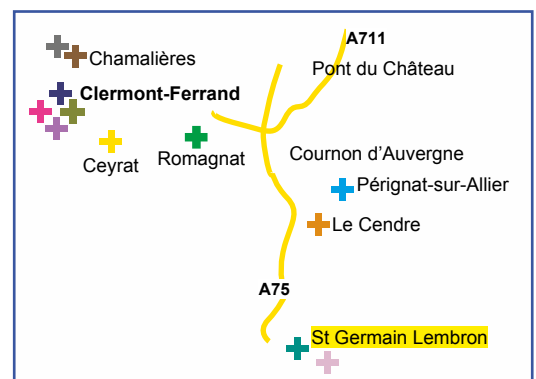 A711
Chamalières
Pont du Château
Clermont-Ferrand
Ceyrat
Romagnat
Cournon d’Auvergne
Pérignat-sur-Allier
Le Cendre
A75
St Germain Lembron